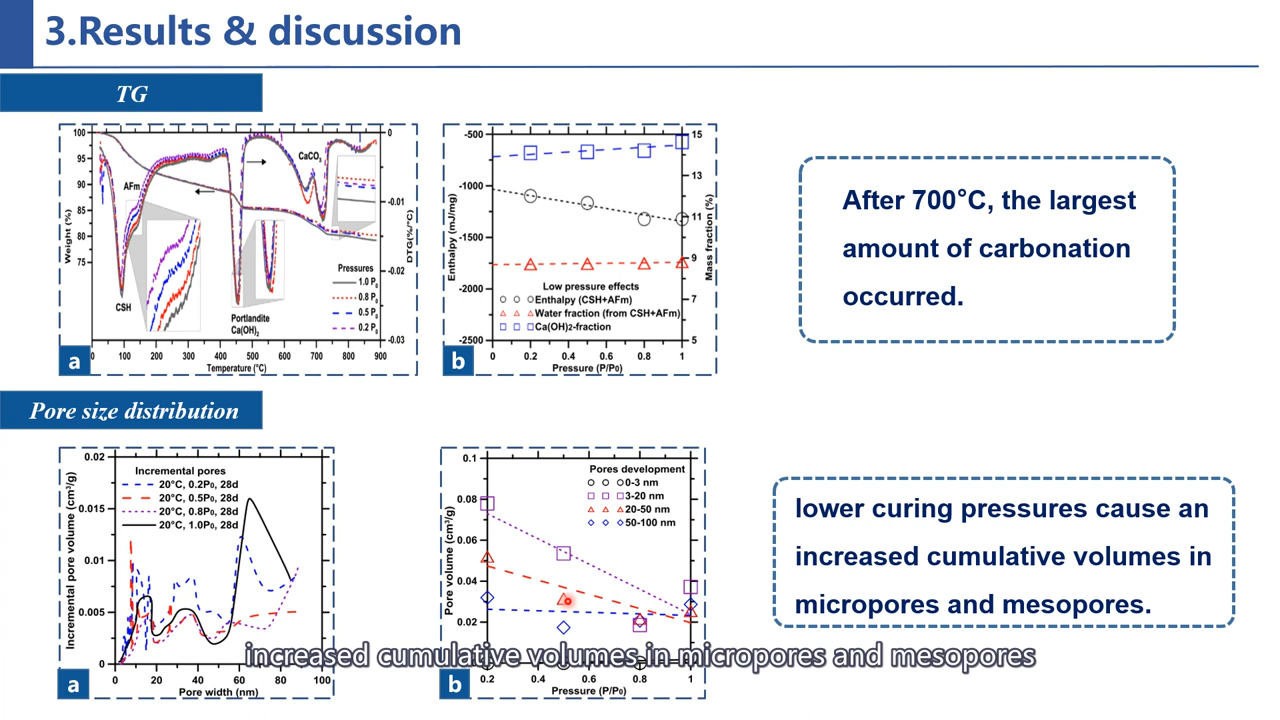 3.Results & discussion
TG
100
95
90
85
80
75
Weight (%)
0
-0.01
-0.02
-0.03
DTG(%/°C)
AFm
CaCO3
CSH
Portlandite
Ca(OH)2
Pressures
1.0 P0
0.8 P0
0.5 P0
0.2 P0
0 100 200 300 400 500 600 700 800 900
Temperature (°C)
a
-500
-1000
-1500
-2000
-2500
Enthalpy (mJ/mg)
15
13
11
9
7
5
Mass fraction (%)
Low pressure effects
Enthalpy (CSH+AFm)
Water fraction (from CSH+AFm)
Ca(OH)2-fraction
0 0.2 0.4 0.6 0.8 1
Pressure (P/P0)
b
After 700°C, the largest
amount of carbonation
occurred.
Pore size distribution
0.02
0.015
0.01
0.005
0
Incremental pore volume (cm³/g)
Incremental pores
20°C, 0.2P0, 28d
20°C, 0.5P0, 28d
20°C, 0.8P0, 28d
20°C, 1.0P0, 28d
0 20 40 60 80 100
Pore width (nm)
a
0.1
0.08
0.06
0.04
0.02
Pore volume (cm³/g)
Pores development
0-3 nm
3-20 nm
20-50 nm
50-100 nm
0.2 0.4 0.6 0.8 1
Pressure (P/P0)
b
lower curing pressures cause an
increased cumulative volumes in
micropores and mesopores.
increased cumulative volumes in micropores and mesopores